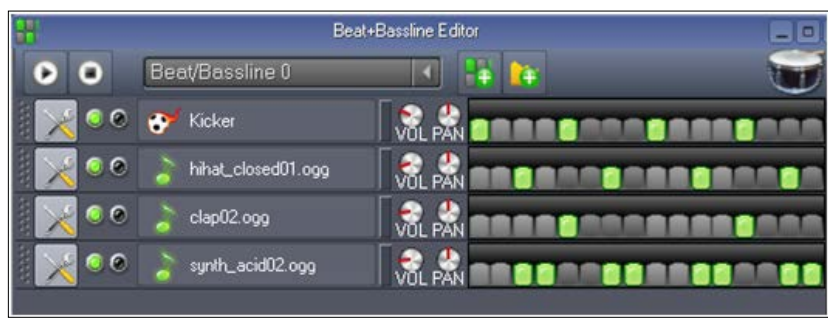 Beat+Bassline Editor
Beat/Bassline 0
Kicker
VOL PAN
hihat_closed01.ogg
VOL PAN
clap02.ogg
VOL PAN
synth_acid02.ogg
VOL PAN